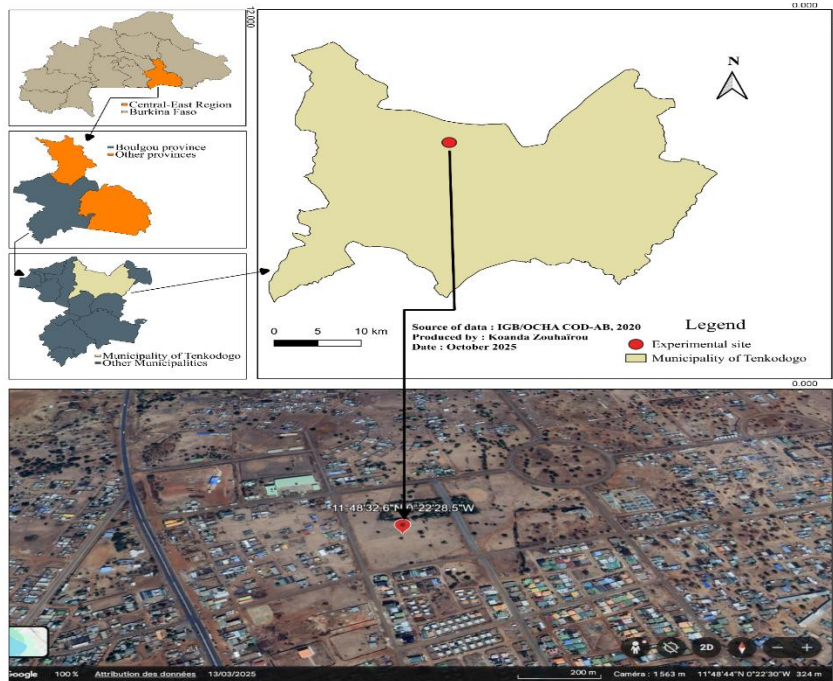 0.000
12.000
Central-East Region
Burkina Faso
N
Boulgou province
Other provinces
Municipality of Tenkodogo
Other Municipalities
0 5 10 km
Source of data : IGB/OCHA COD-AB, 2020
Produced by : Koanda Zouhaïrou
Date : October 2025
Legend
Experimental site
Municipality of Tenkodogo
0.000
11°48'32.6"N 0°22'28.5"W
2D
Google 100 % Attribution des données 13/03/2025 200 m Caméra : 1 563 m 11°48'44"N 0°22'30"W 324 m